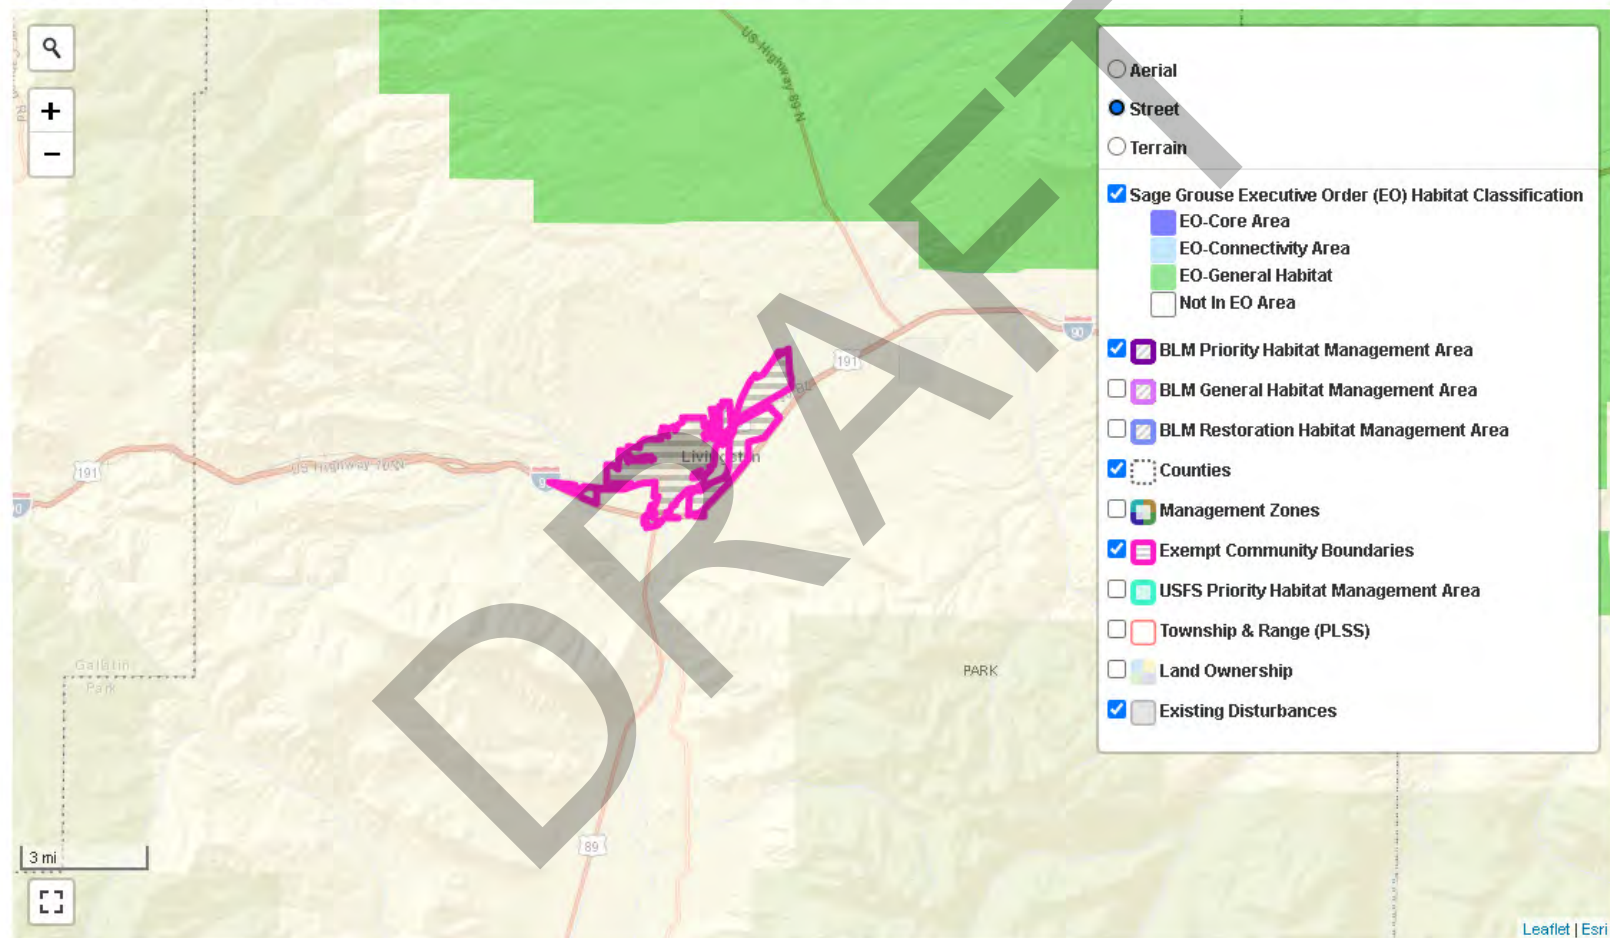 +
−
US Highway 89 N
191
90
US Highway 10
191
Livingston
Gallatin
Park
PARK
89
3 mi
DRAFT
Aerial
Street
Terrain
Sage Grouse Executive Order (EO) Habitat Classification
EO-Core Area
EO-Connectivity Area
EO-General Habitat
Not In EO Area
BLM Priority Habitat Management Area
BLM General Habitat Management Area
BLM Restoration Habitat Management Area
Counties
Management Zones
Exempt Community Boundaries
USFS Priority Habitat Management Area
Township & Range (PLSS)
Land Ownership
Existing Disturbances
Leaflet | Esri